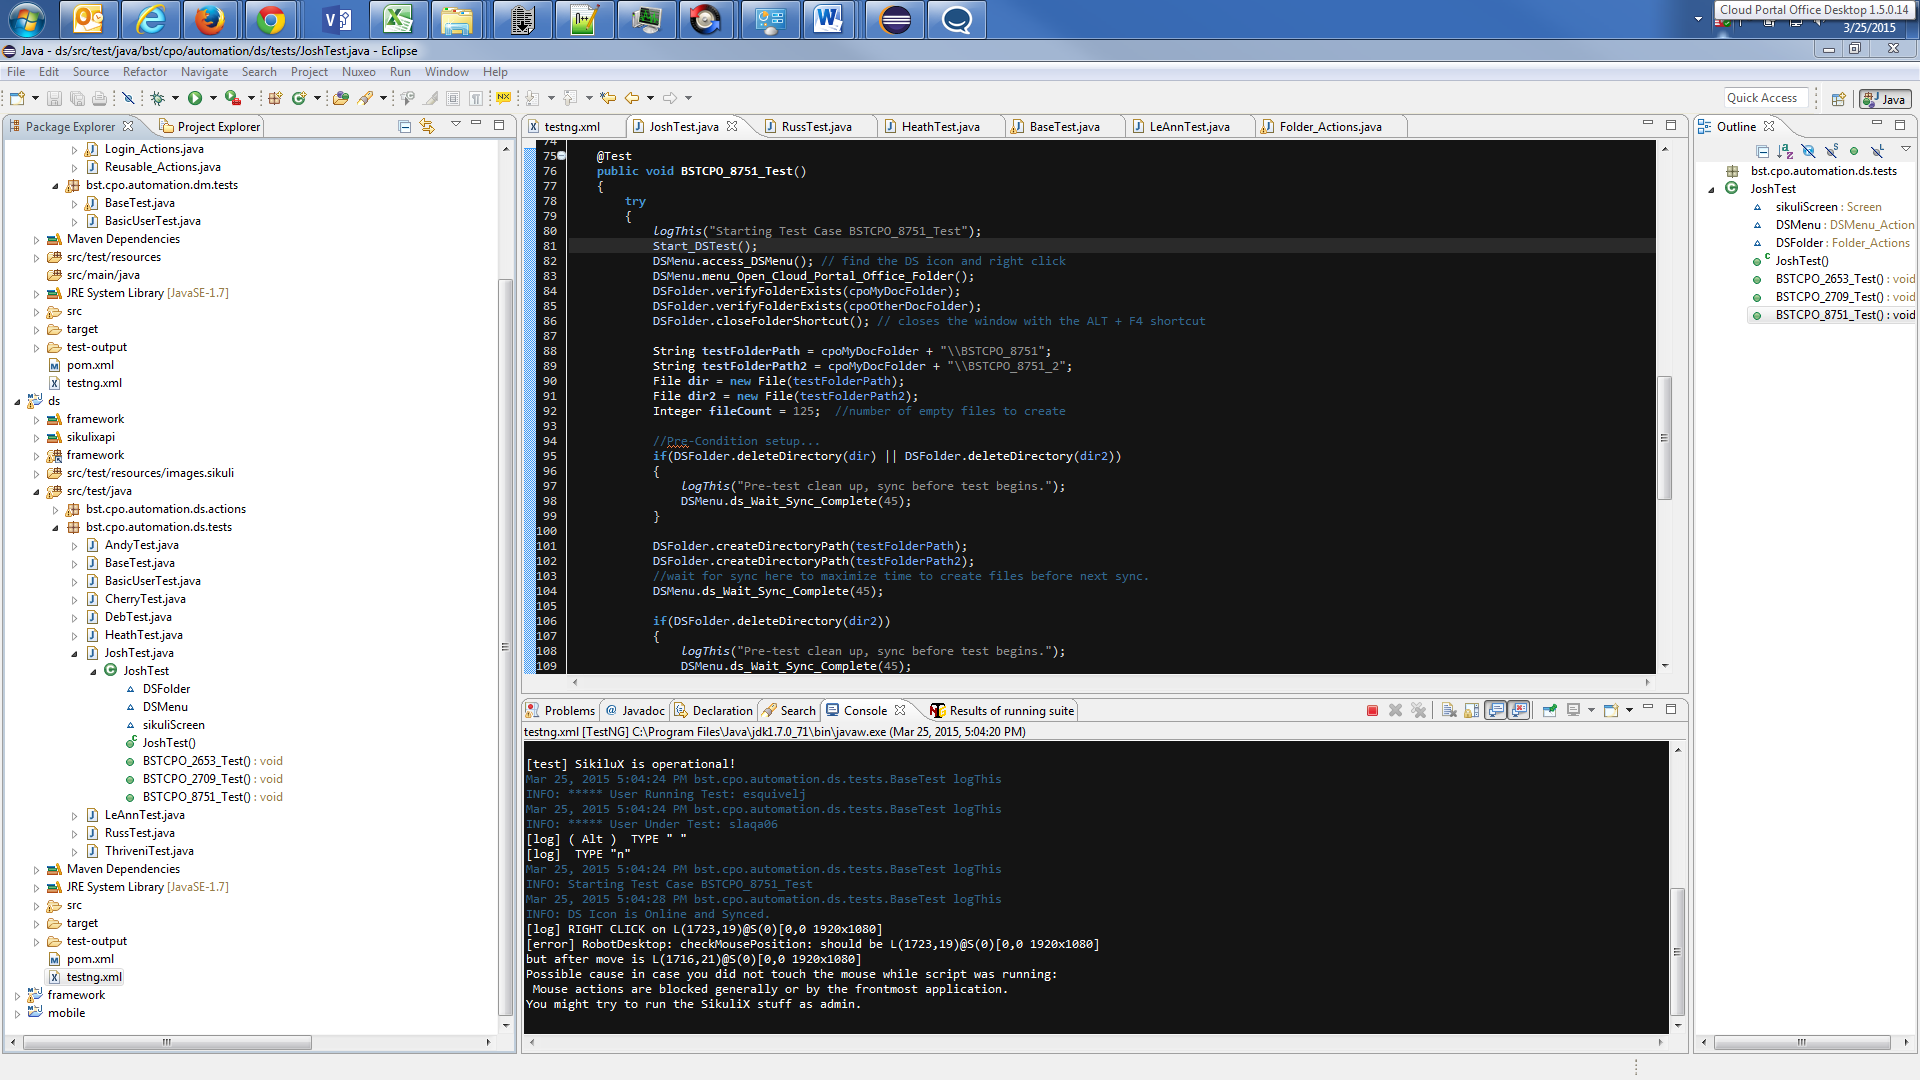 Cloud Portal Office Desktop 1.5.0.14
3/25/2015
Java - ds/src/test/java/bst/cpo/automation/ds/tests/JoshTest.java - Eclipse
File Edit Source Refactor Navigate Search Project Nuxeo Run Window Help
Quick Access
Java
Package Explorer
Project Explorer
Login_Actions.java
Reusable_Actions.java
bst.cpo.automation.dm.tests
BaseTest.java
BasicUserTest.java
Maven Dependencies
src/test/resources
src/main/java
JRE System Library [JavaSE-1.7]
src
target
test-output
pom.xml
testng.xml
ds
framework
sikulixapi
framework
src/test/resources/images.sikuli
src/test/java
bst.cpo.automation.ds.actions
bst.cpo.automation.ds.tests
AndyTest.java
BaseTest.java
BasicUserTest.java
CherryTest.java
DebTest.java
HeathTest.java
JoshTest.java
JoshTest
DSFolder
DSMenu
sikuliScreen
JoshTest()
BSTCPO_2653_Test() : void
BSTCPO_2709_Test() : void
BSTCPO_8751_Test() : void
LeAnnTest.java
RussTest.java
ThriveniTest.java
Maven Dependencies
JRE System Library [JavaSE-1.7]
src
target
test-output
pom.xml
testng.xml
framework
mobile
testng.xml JoshTest.java RussTest.java HeathTest.java BaseTest.java LeAnnTest.java Folder_Actions.java
74
75 @Test
76 public void BSTCPO_8751_Test()
77 {
78 try
79 {
80 logThis("Starting Test Case BSTCPO_8751_Test");
81 Start_DSTest();
82 DSMenu.access_DSMenu(); // find the DS icon and right click
83 DSMenu.menu_Open_Cloud_Portal_Office_Folder();
84 DSFolder.verifyFolderExists(cpoMyDocFolder);
85 DSFolder.verifyFolderExists(cpoOtherDocFolder);
86 DSFolder.closeFolderShortcut(); // closes the window with the ALT + F4 shortcut
87
88 String testFolderPath = cpoMyDocFolder + "\\BSTCPO_8751";
89 String testFolderPath2 = cpoMyDocFolder + "\\BSTCPO_8751_2";
90 File dir = new File(testFolderPath);
91 File dir2 = new File(testFolderPath2);
92 Integer fileCount = 125; //number of empty files to create
93
94 //Pre-Condition setup...
95 if(DSFolder.deleteDirectory(dir) || DSFolder.deleteDirectory(dir2))
96 {
97 logThis("Pre-test clean up, sync before test begins.");
98 DSMenu.ds_Wait_Sync_Complete(45);
99 }
100
101 DSFolder.createDirectoryPath(testFolderPath);
102 DSFolder.createDirectoryPath(testFolderPath2);
103 //wait for sync here to maximize time to create files before next sync.
104 DSMenu.ds_Wait_Sync_Complete(45);
105
106 if(DSFolder.deleteDirectory(dir2))
107 {
108 logThis("Pre-test clean up, sync before test begins.");
109 DSMenu.ds_Wait_Sync_Complete(45);
Problems Javadoc Declaration Search Console Results of running suite
testng.xml [TestNG] C:\Program Files\Java\jdk1.7.0_71\bin\javaw.exe (Mar 25, 2015, 5:04:20 PM)
[test] SikiluX is operational!
Mar 25, 2015 5:04:24 PM bst.cpo.automation.ds.tests.BaseTest logThis
INFO: ***** User Running Test: esquivelj
Mar 25, 2015 5:04:24 PM bst.cpo.automation.ds.tests.BaseTest logThis
INFO: ***** User Under Test: slaqa06
[log] ( Alt ) TYPE " "
[log] TYPE "n"
Mar 25, 2015 5:04:24 PM bst.cpo.automation.ds.tests.BaseTest logThis
INFO: Starting Test Case BSTCPO_8751_Test
Mar 25, 2015 5:04:28 PM bst.cpo.automation.ds.tests.BaseTest logThis
INFO: DS Icon is Online and Synced.
[log] RIGHT CLICK on L(1723,19)@S(0)[0,0 1920x1080]
[error] RobotDesktop: checkMousePosition: should be L(1723,19)@S(0)[0,0 1920x1080]
but after move is L(1716,21)@S(0)[0,0 1920x1080]
Possible cause in case you did not touch the mouse while script was running:
Mouse actions are blocked generally or by the frontmost application.
You might try to run the SikuliX stuff as admin.
Outline
bst.cpo.automation.ds.tests
JoshTest
sikuliScreen : Screen
DSMenu : DSMenu_Action
DSFolder : Folder_Actions
JoshTest()
BSTCPO_2653_Test() : void
BSTCPO_2709_Test() : void
BSTCPO_8751_Test() : void